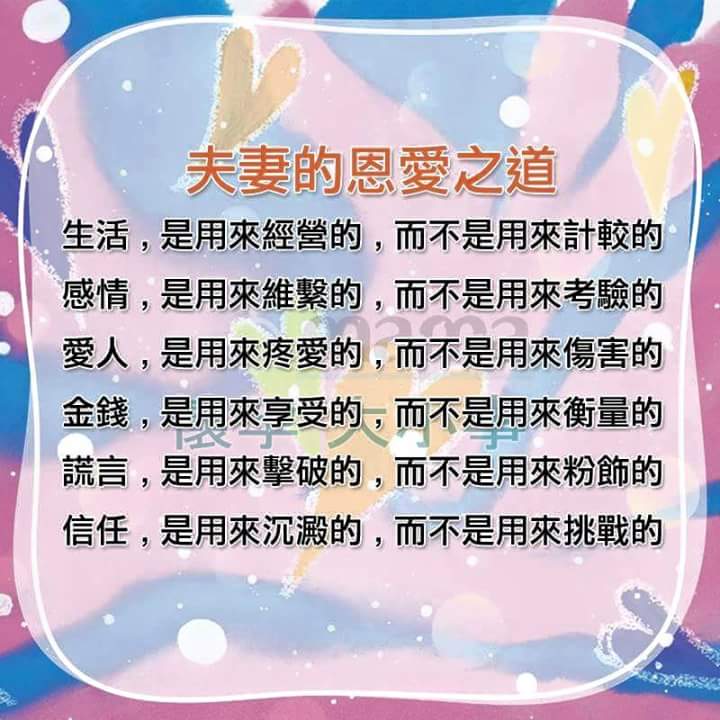 夫妻的恩愛之道
生活，是用來經營的，而不是用來計較的
感情，是用來維繫的，而不是用來考驗的
mama
愛人，是用來疼愛的，而不是用來傷害的
金錢，是用來享受的，而不是用來衡量的
懷孕大小事
謊言，是用來擊破的，而不是用來粉飾的
信任，是用來沉澱的，而不是用來挑戰的